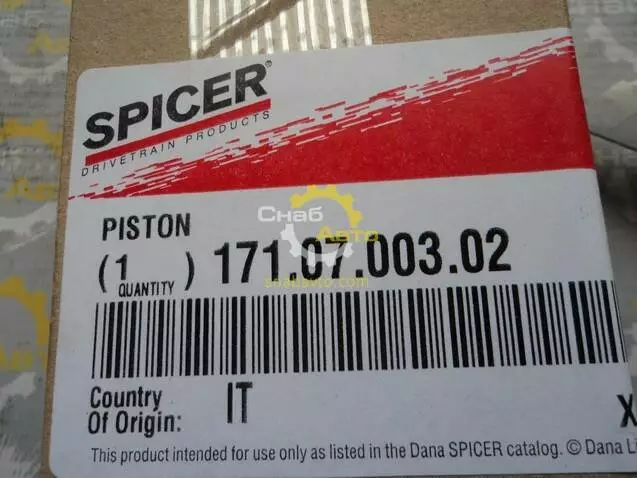 SPICER®
DRIVETRAIN PRODUCTS
PISTON
(1) 171.07.003.02
QUANTITY
Снаб Авто
snabavto.com
Country
Of Origin: IT
X
This product intended for use only as listed in the Dana SPICER catalog. © Dana Li